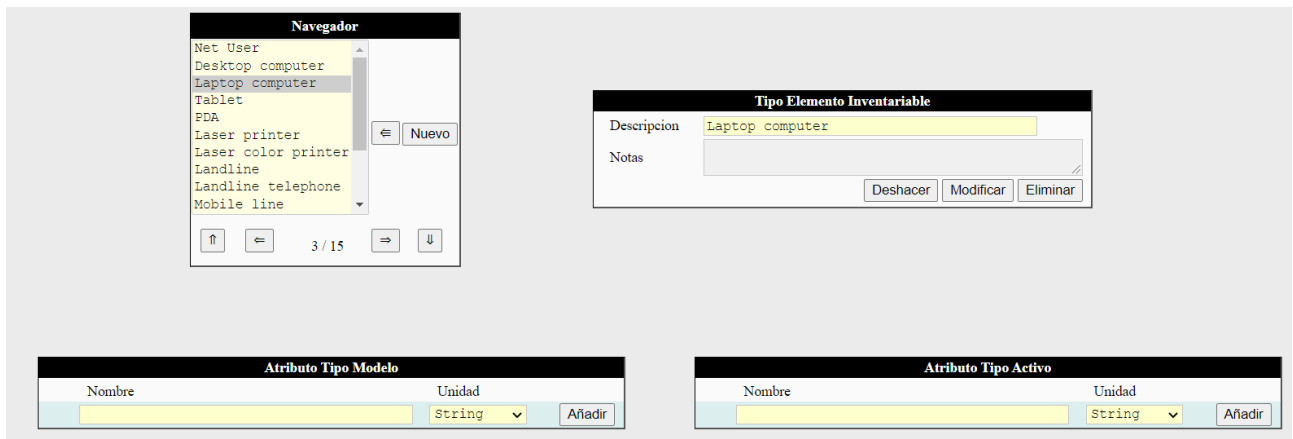 Navegador
Net User
Desktop computer
Laptop computer
Tablet
PDA
Laser printer
Laser color printer
Landline
Landline telephone
Mobile line
⇚ Nuevo
⇑ ⇐ 3 / 15 ⇒ ⇓
Tipo Elemento Inventariable
Descripcion Laptop computer
Notas
Deshacer Modificar Eliminar
Atributo Tipo Modelo
Nombre Unidad
String Añadir
Atributo Tipo Activo
Nombre Unidad
String Añadir